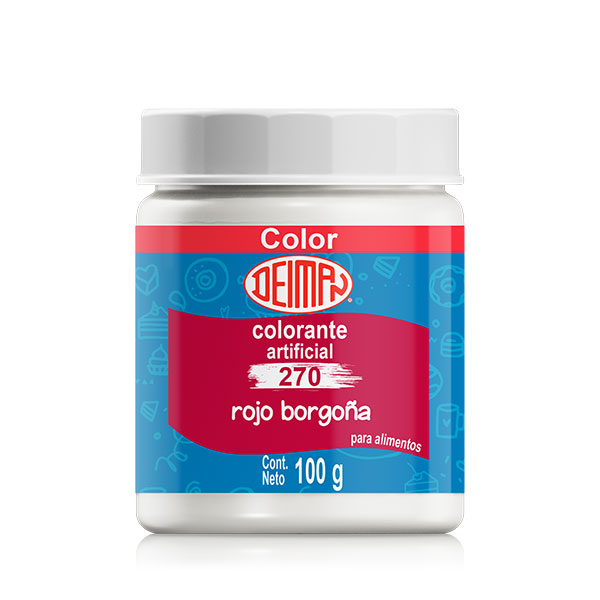 Color
DEIMAN®
colorante
artificial
270
rojo borgoña
para alimentos
Cont.
Neto 100 g